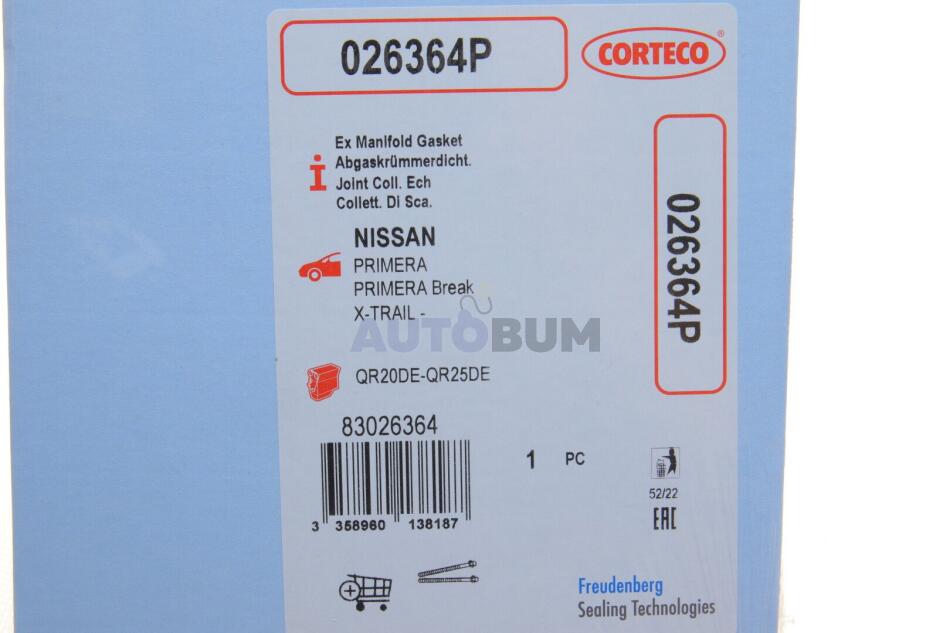 026364P
CORTECO®
Ex Manifold Gasket
Abgaskrümmerdicht.
Joint Coll. Ech
Collett. Di Sca.
026364P
NISSAN
PRIMERA
PRIMERA Break
X-TRAIL -
AUTOBUM
QR20DE-QR25DE
83026364
1 PC
3 358960 138187
52/22
EAC
Freudenberg
Sealing Technologies